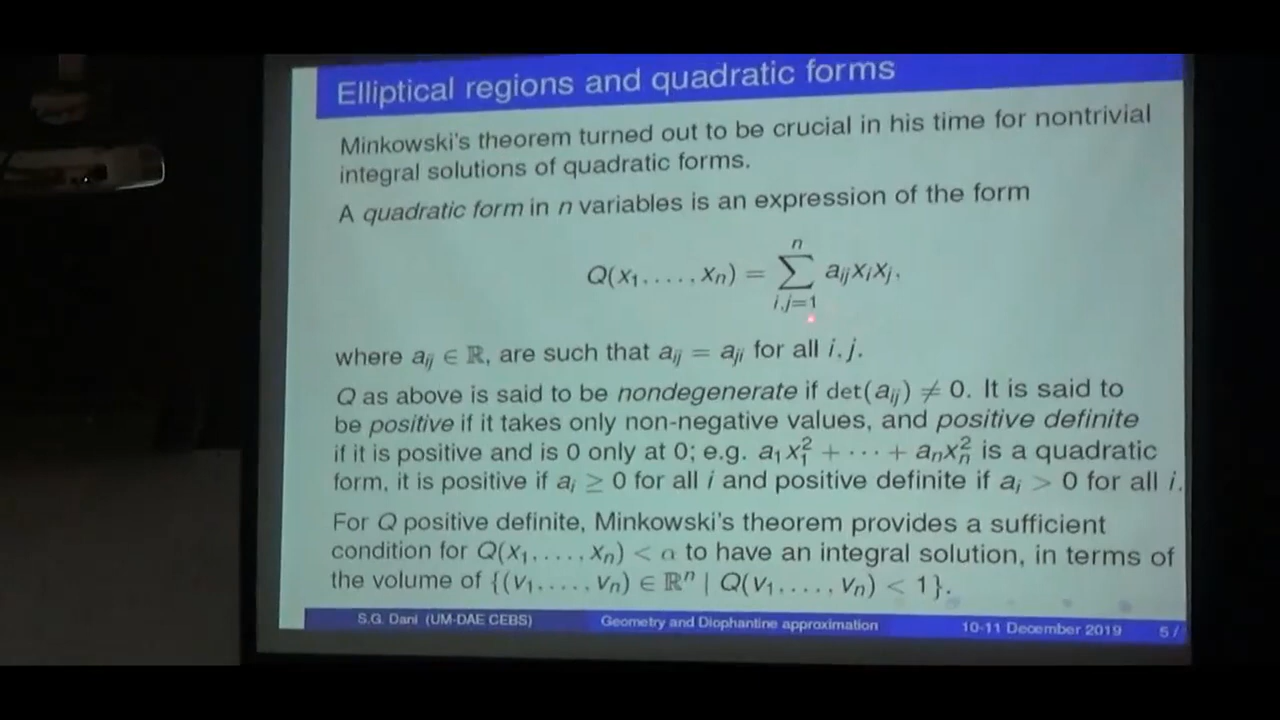 Elliptical regions and quadratic forms
Minkowski's theorem turned out to be crucial in his time for nontrivial
integral solutions of quadratic forms.
A quadratic form in n variables is an expression of the form
Q(x₁, . . . , xₙ) = ∑ⁿᵢ,ⱼ₌₁ aᵢⱼxᵢxⱼ,
where aᵢⱼ ∈ ℝ, are such that aᵢⱼ = aⱼᵢ for all i, j.
Q as above is said to be nondegenerate if det(aᵢⱼ) ≠ 0. It is said to
be positive if it takes only non-negative values, and positive definite
if it is positive and is 0 only at 0; e.g. a₁x₁² + · · · + aₙxₙ² is a quadratic
form, it is positive if aᵢ ≥ 0 for all i and positive definite if aᵢ > 0 for all i.
For Q positive definite, Minkowski's theorem provides a sufficient
condition for Q(x₁, . . . , xₙ) < α to have an integral solution, in terms of
the volume of {(v₁, . . . , vₙ) ∈ ℝⁿ | Q(v₁, . . . , vₙ) < 1}.
S.G. Dani (UM-DAE CEBS) Geometry and Diophantine approximation 10-11 December 2019 5 /